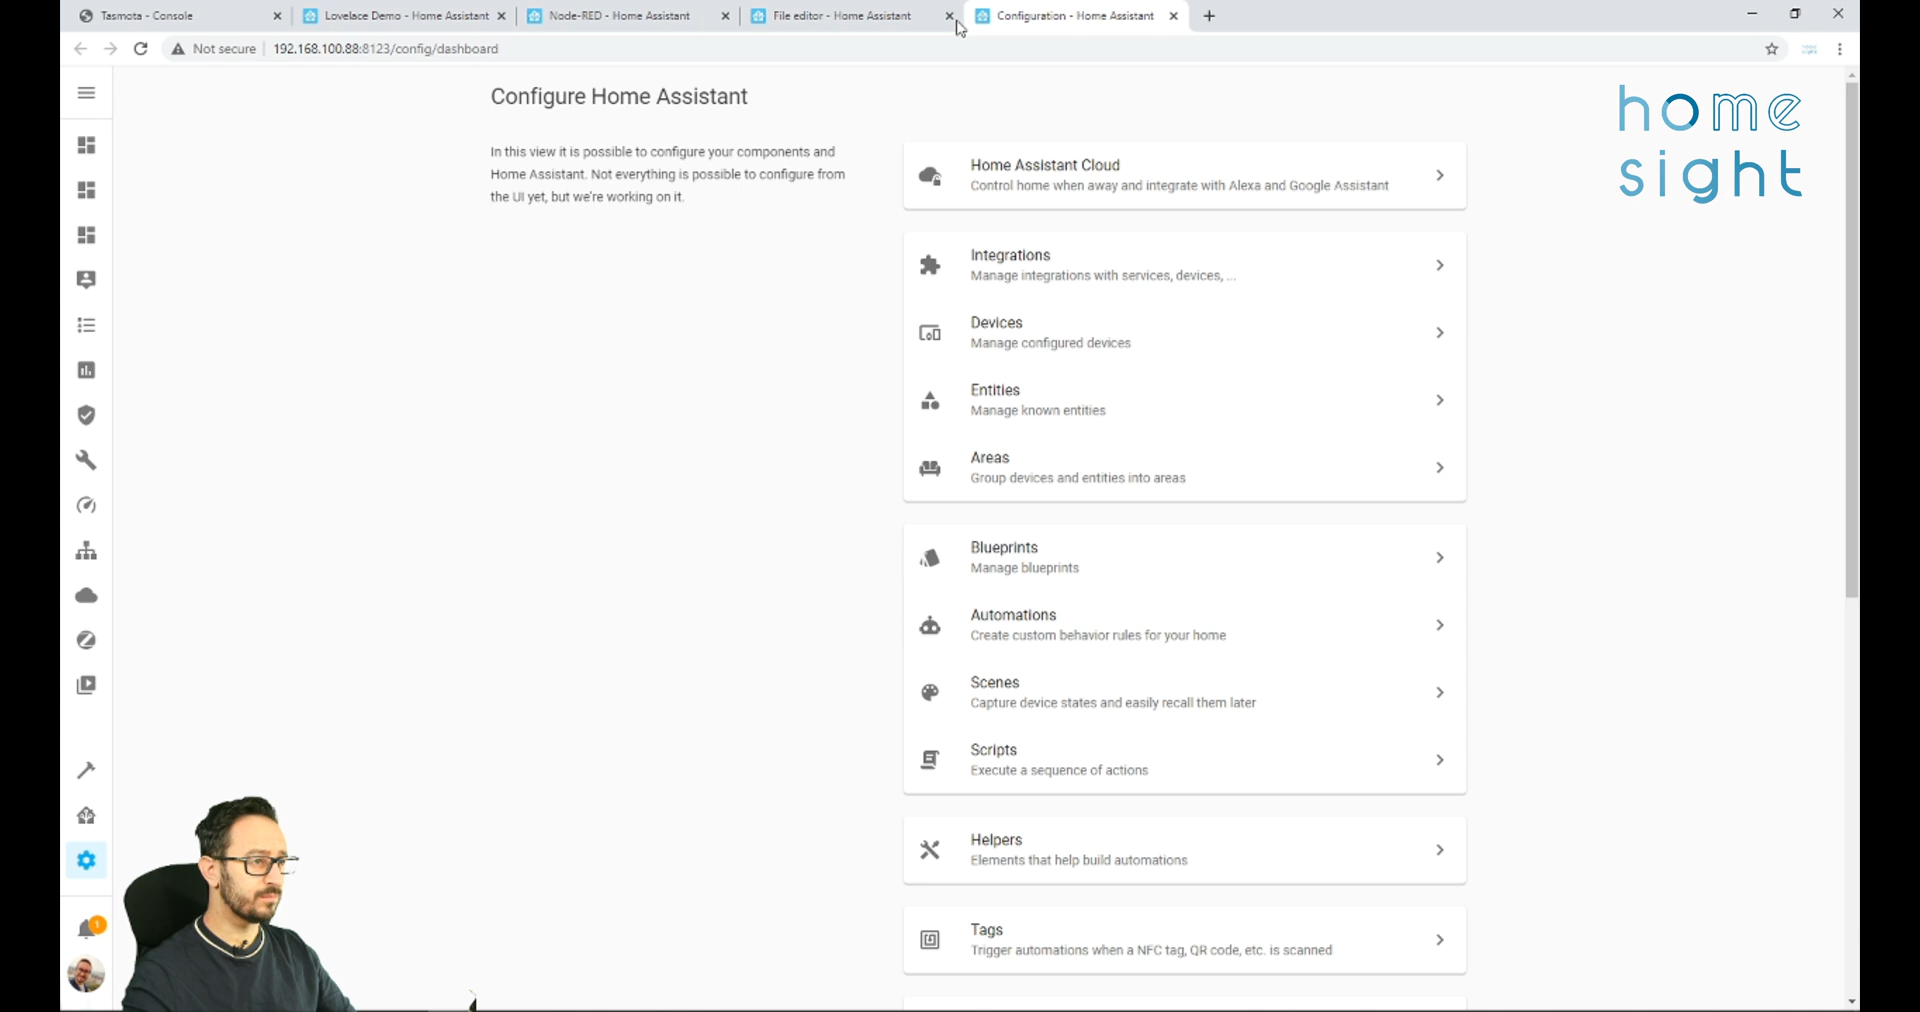 Tasmota - Console
Lovelace Demo - Home Assistant
Node-RED - Home Assistant
File editor - Home Assistant
Configuration - Home Assistant
Not secure
192.168.100.88:8123/config/dashboard
home
sight
Configure Home Assistant
In this view it is possible to configure your components and
Home Assistant. Not everything is possible to configure from
the UI yet, but we're working on it.
Home Assistant Cloud
Control home when away and integrate with Alexa and Google Assistant
Integrations
Manage integrations with services, devices, ...
Devices
Manage configured devices
Entities
Manage known entities
Areas
Group devices and entities into areas
Blueprints
Manage blueprints
Automations
Create custom behavior rules for your home
Scenes
Capture device states and easily recall them later
Scripts
Execute a sequence of actions
Helpers
Elements that help build automations
Tags
Trigger automations when a NFC tag, QR code, etc. is scanned
1